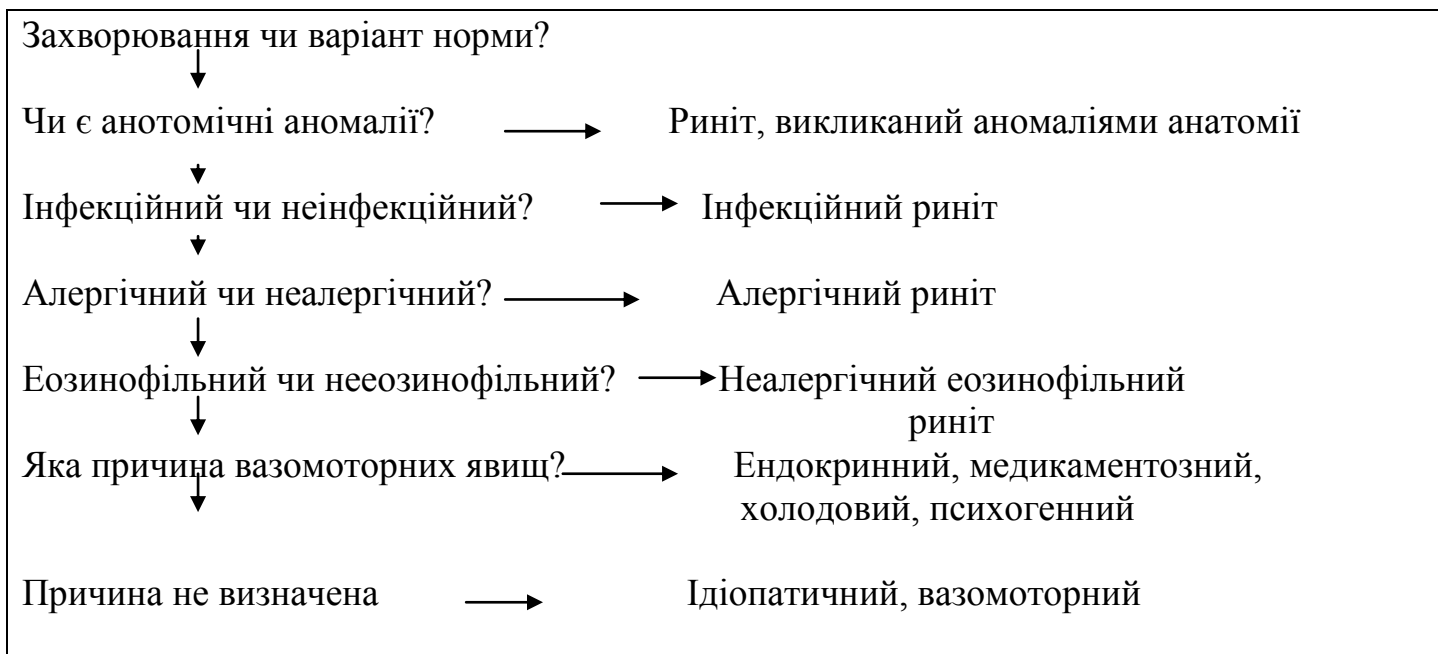 Захворювання чи варіант норми?
Чи є анотомічні аномалії? Риніт, викликаний аномаліями анатомії
Інфекційний чи неінфекційний? Інфекційний риніт
Алергічний чи неалергічний? Алергічний риніт
Еозинофільний чи нееозинофільний? Неалергічний еозинофільний
риніт
Яка причина вазомоторних явищ? Ендокринний, медикаментозний,
холодовий, психогенний
Причина не визначена Ідіопатичний, вазомоторний